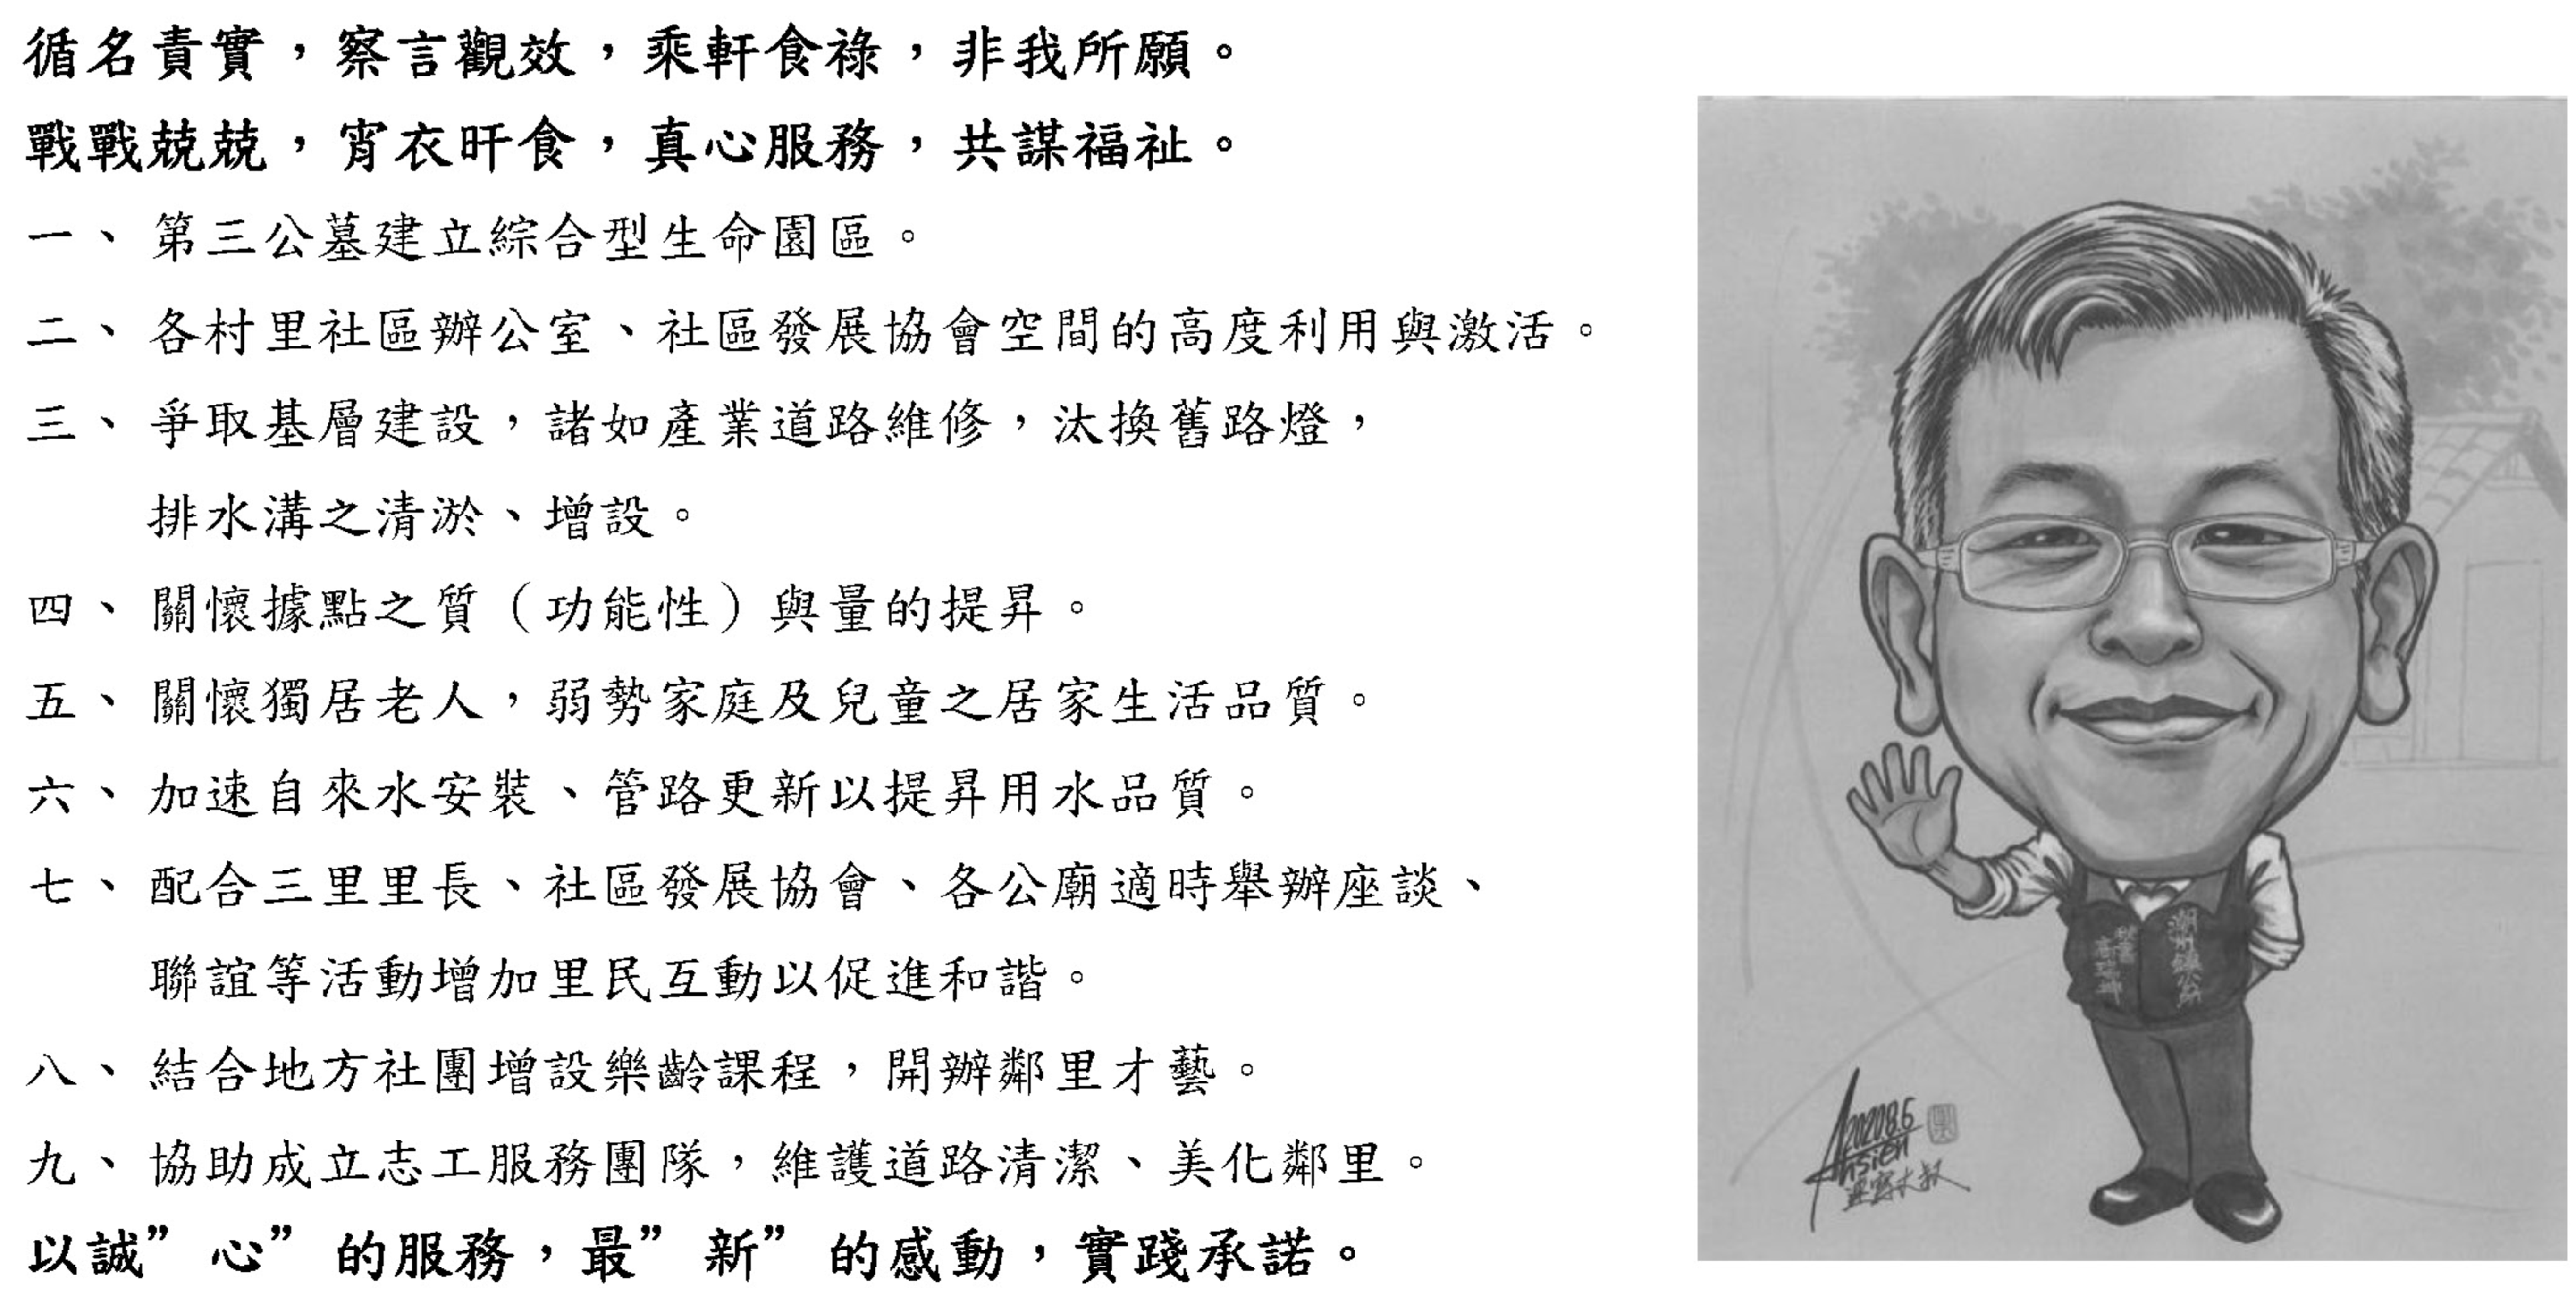 循名責實，察言觀效，乘軒食祿，非我所願。
戰戰兢兢，宵衣旰食，真心服務，共謀福祉。
一、第三公墓建立綜合型生命園區。
二、各村里社區辦公室、社區發展協會空間的高度利用與激活。
三、爭取基層建設，諸如產業道路維修，汰換舊路燈，
排水溝之清淤、增設。
四、關懷據點之質（功能性）與量的提昇。
五、關懷獨居老人，弱勢家庭及兒童之居家生活品質。
六、加速自來水安裝、管路更新以提昇用水品質。
七、配合三里里長、社區發展協會、各公廟適時舉辦座談、
聯誼等活動增加里民互動以促進和諧。
八、結合地方社團增設樂齡課程，開辦鄰里才藝。
九、協助成立志工服務團隊，維護道路清潔、美化鄰里。
以誠”心”的服務，最”新”的感動，實踐承諾。
潮州鎮公所
秘書
2020.8.6
Ahsien